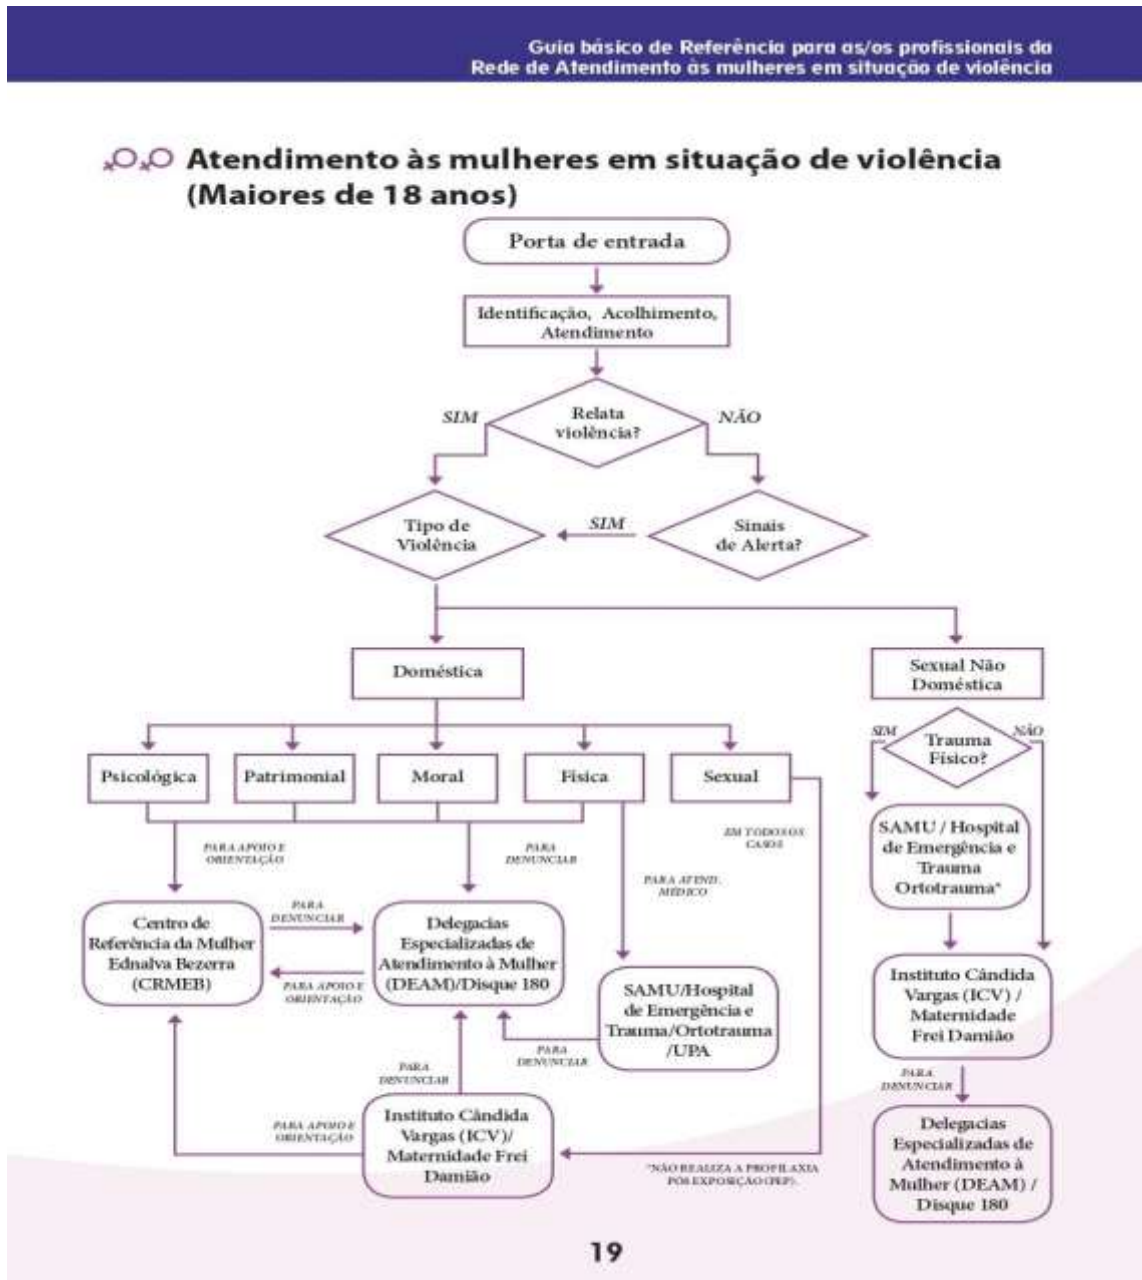 Guia básico de Referência para as/os profissionais da
Rede de Atendimento às mulheres em situação de violência
Atendimento às mulheres em situação de violência
(Maiores de 18 anos)
Porta de entrada
Identificação, Acolhimento,
Atendimento
SIM
Relata
violência?
NÃO
Tipo de
Violência
SIM
Sinais
de Alerta?
Doméstica
Sexual Não
Doméstica
SIM
Trauma
Físico?
NÃO
Psicológica
Patrimonial
Moral
Física
Sexual
PARA APOIO E
ORIENTAÇÃO
PARA
DENUNCIAR
PARA ATEND.
MÉDICO
EM TODOS OS
CASOS
SAMU / Hospital
de Emergência e
Trauma
Ortotrauma*
Centro de
Referência da Mulher
Ednalva Bezerra
(CRMEB)
PARA
DENUNCIAR
PARA APOIO E
ORIENTAÇÃO
Delegacias
Especializadas de
Atendimento à Mulher
(DEAM)/Disque 180
SAMU/Hospital
de Emergência e
Trauma/Ortotrauma
/UPA
Instituto Cândida
Vargas (ICV) /
Maternidade
Frei Damião
PARA
DENUNCIAR
PARA
DENUNCIAR
PARA
DENUNCIAR
PARA APOIO E
ORIENTAÇÃO
Instituto Cândida
Vargas (ICV)/
Maternidade Frei
Damião
*NÃO REALIZA A PROFILAXIA
PÓS EXPOSIÇÃO (PEP).
Delegacias
Especializadas de
Atendimento à
Mulher (DEAM) /
Disque 180
19